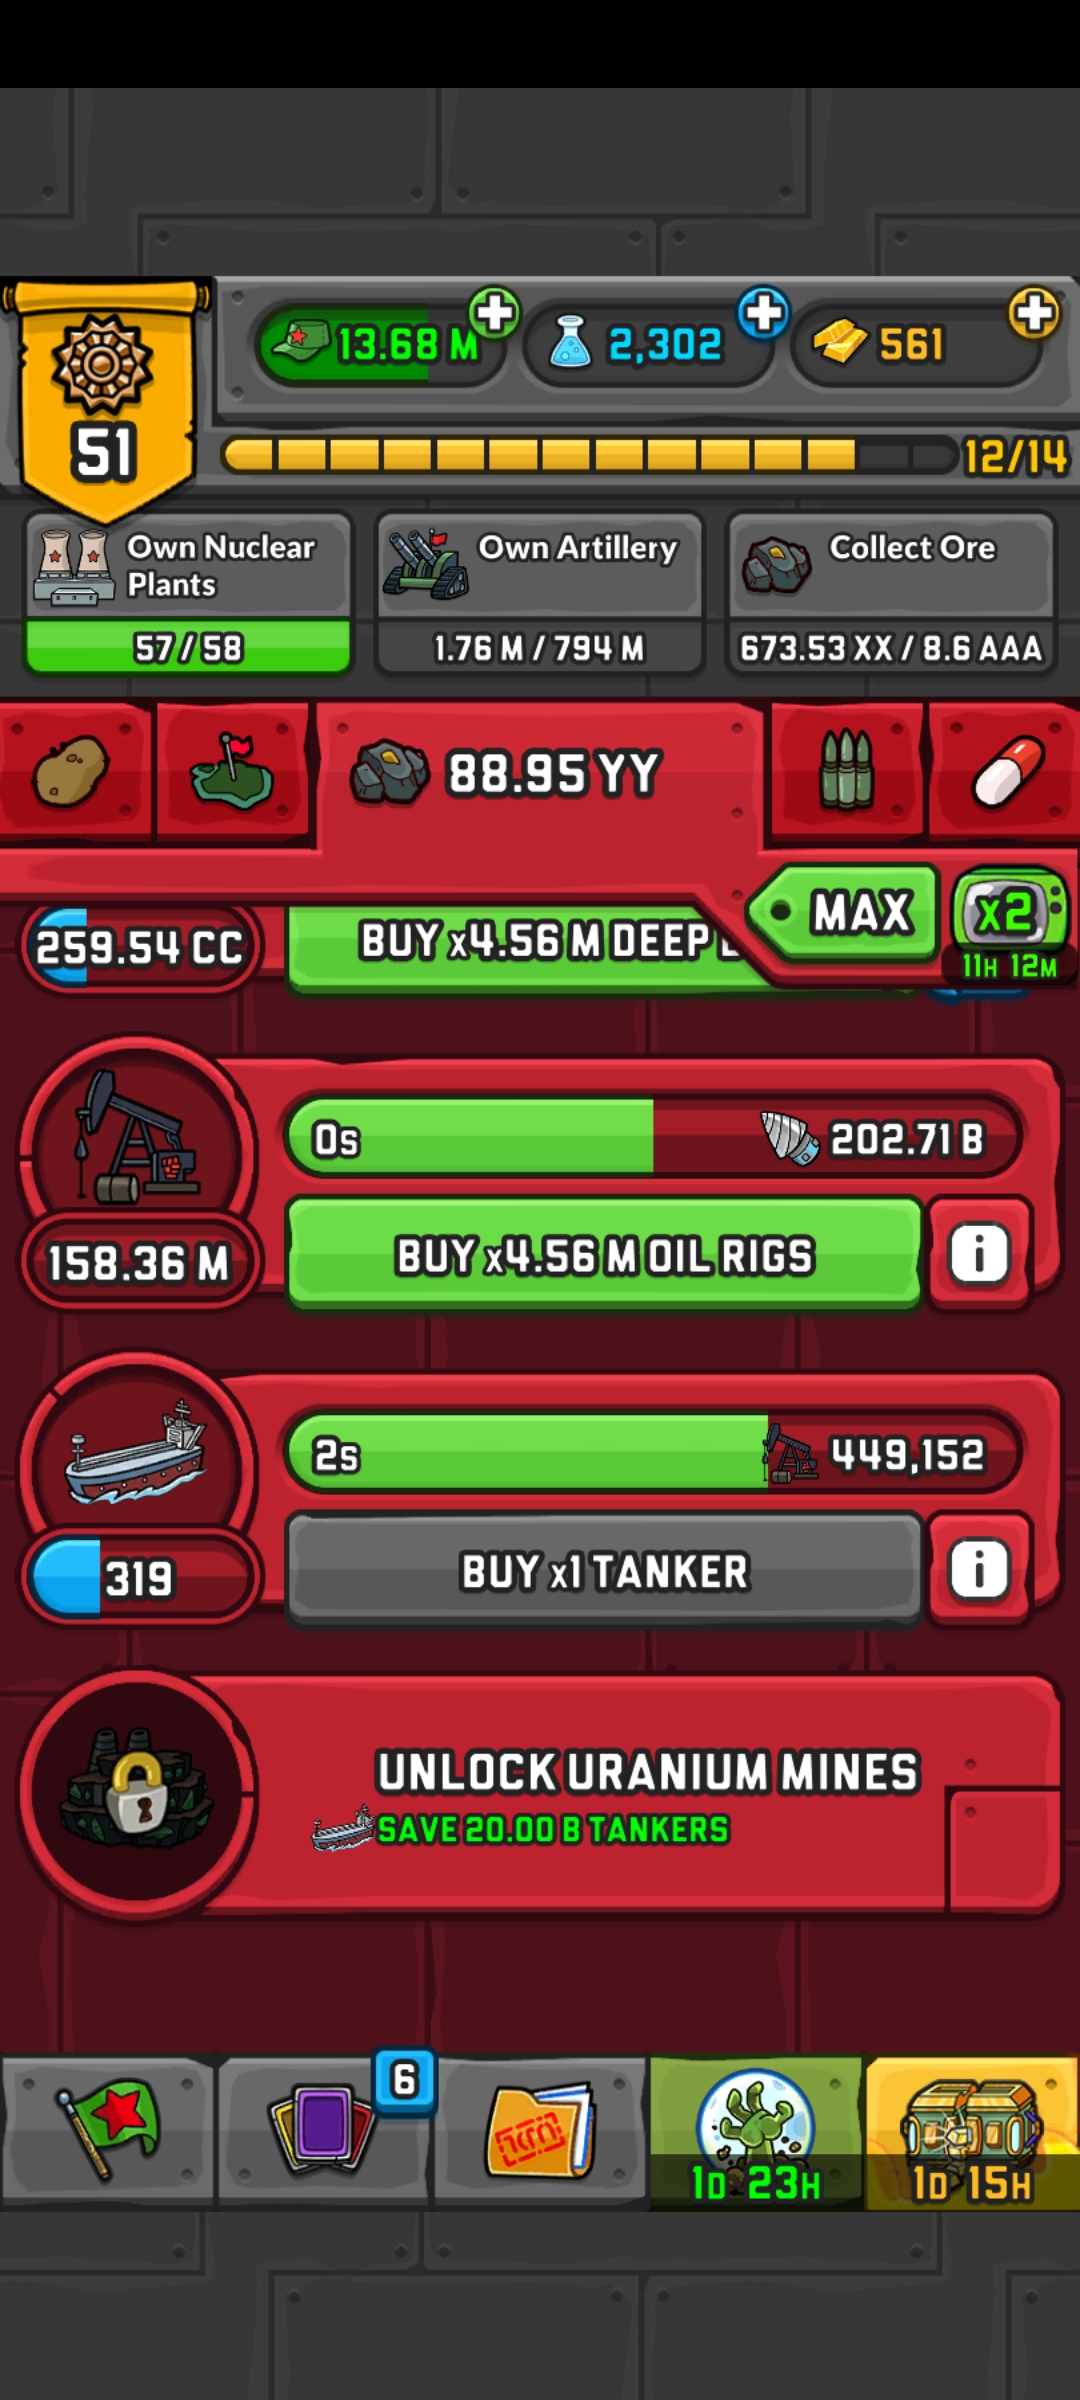 13.68 M
2,302
561
51
12/14
Own Nuclear
Plants
57/58
Own Artillery
1.76 M/794 M
Collect Ore
673.53 XX/8.6 AAA
88.95 YY
MAX
x2
11H 12M
259.54 CC
BUY x4.56 M DEEP
0s
202.71 B
158.36 M
BUY x4.56 M OIL RIGS
i
2s
449,152
319
BUY x1 TANKER
i
UNLOCK URANIUM MINES
SAVE 20.00 B TANKERS
6
1D 23H
1D 15H